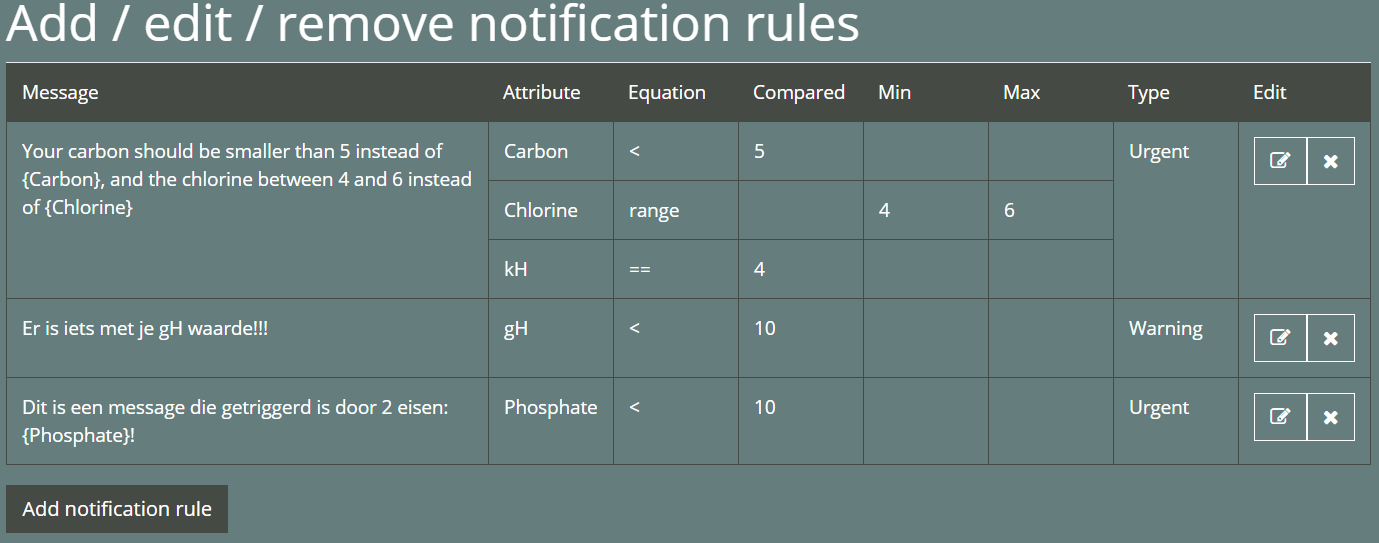 Add / edit / remove notification rules
Message Attribute Equation Compared Min Max Type Edit
Your carbon should be smaller than 5 instead of
{Carbon}, and the chlorine between 4 and 6 instead
of {Chlorine}
Carbon < 5 Urgent
Chlorine range 4 6
kH == 4
Er is iets met je gH waarde!!! gH < 10 Warning
Dit is een message die getriggerd is door 2 eisen:
{Phosphate}!
Phosphate < 10 Urgent
Add notification rule